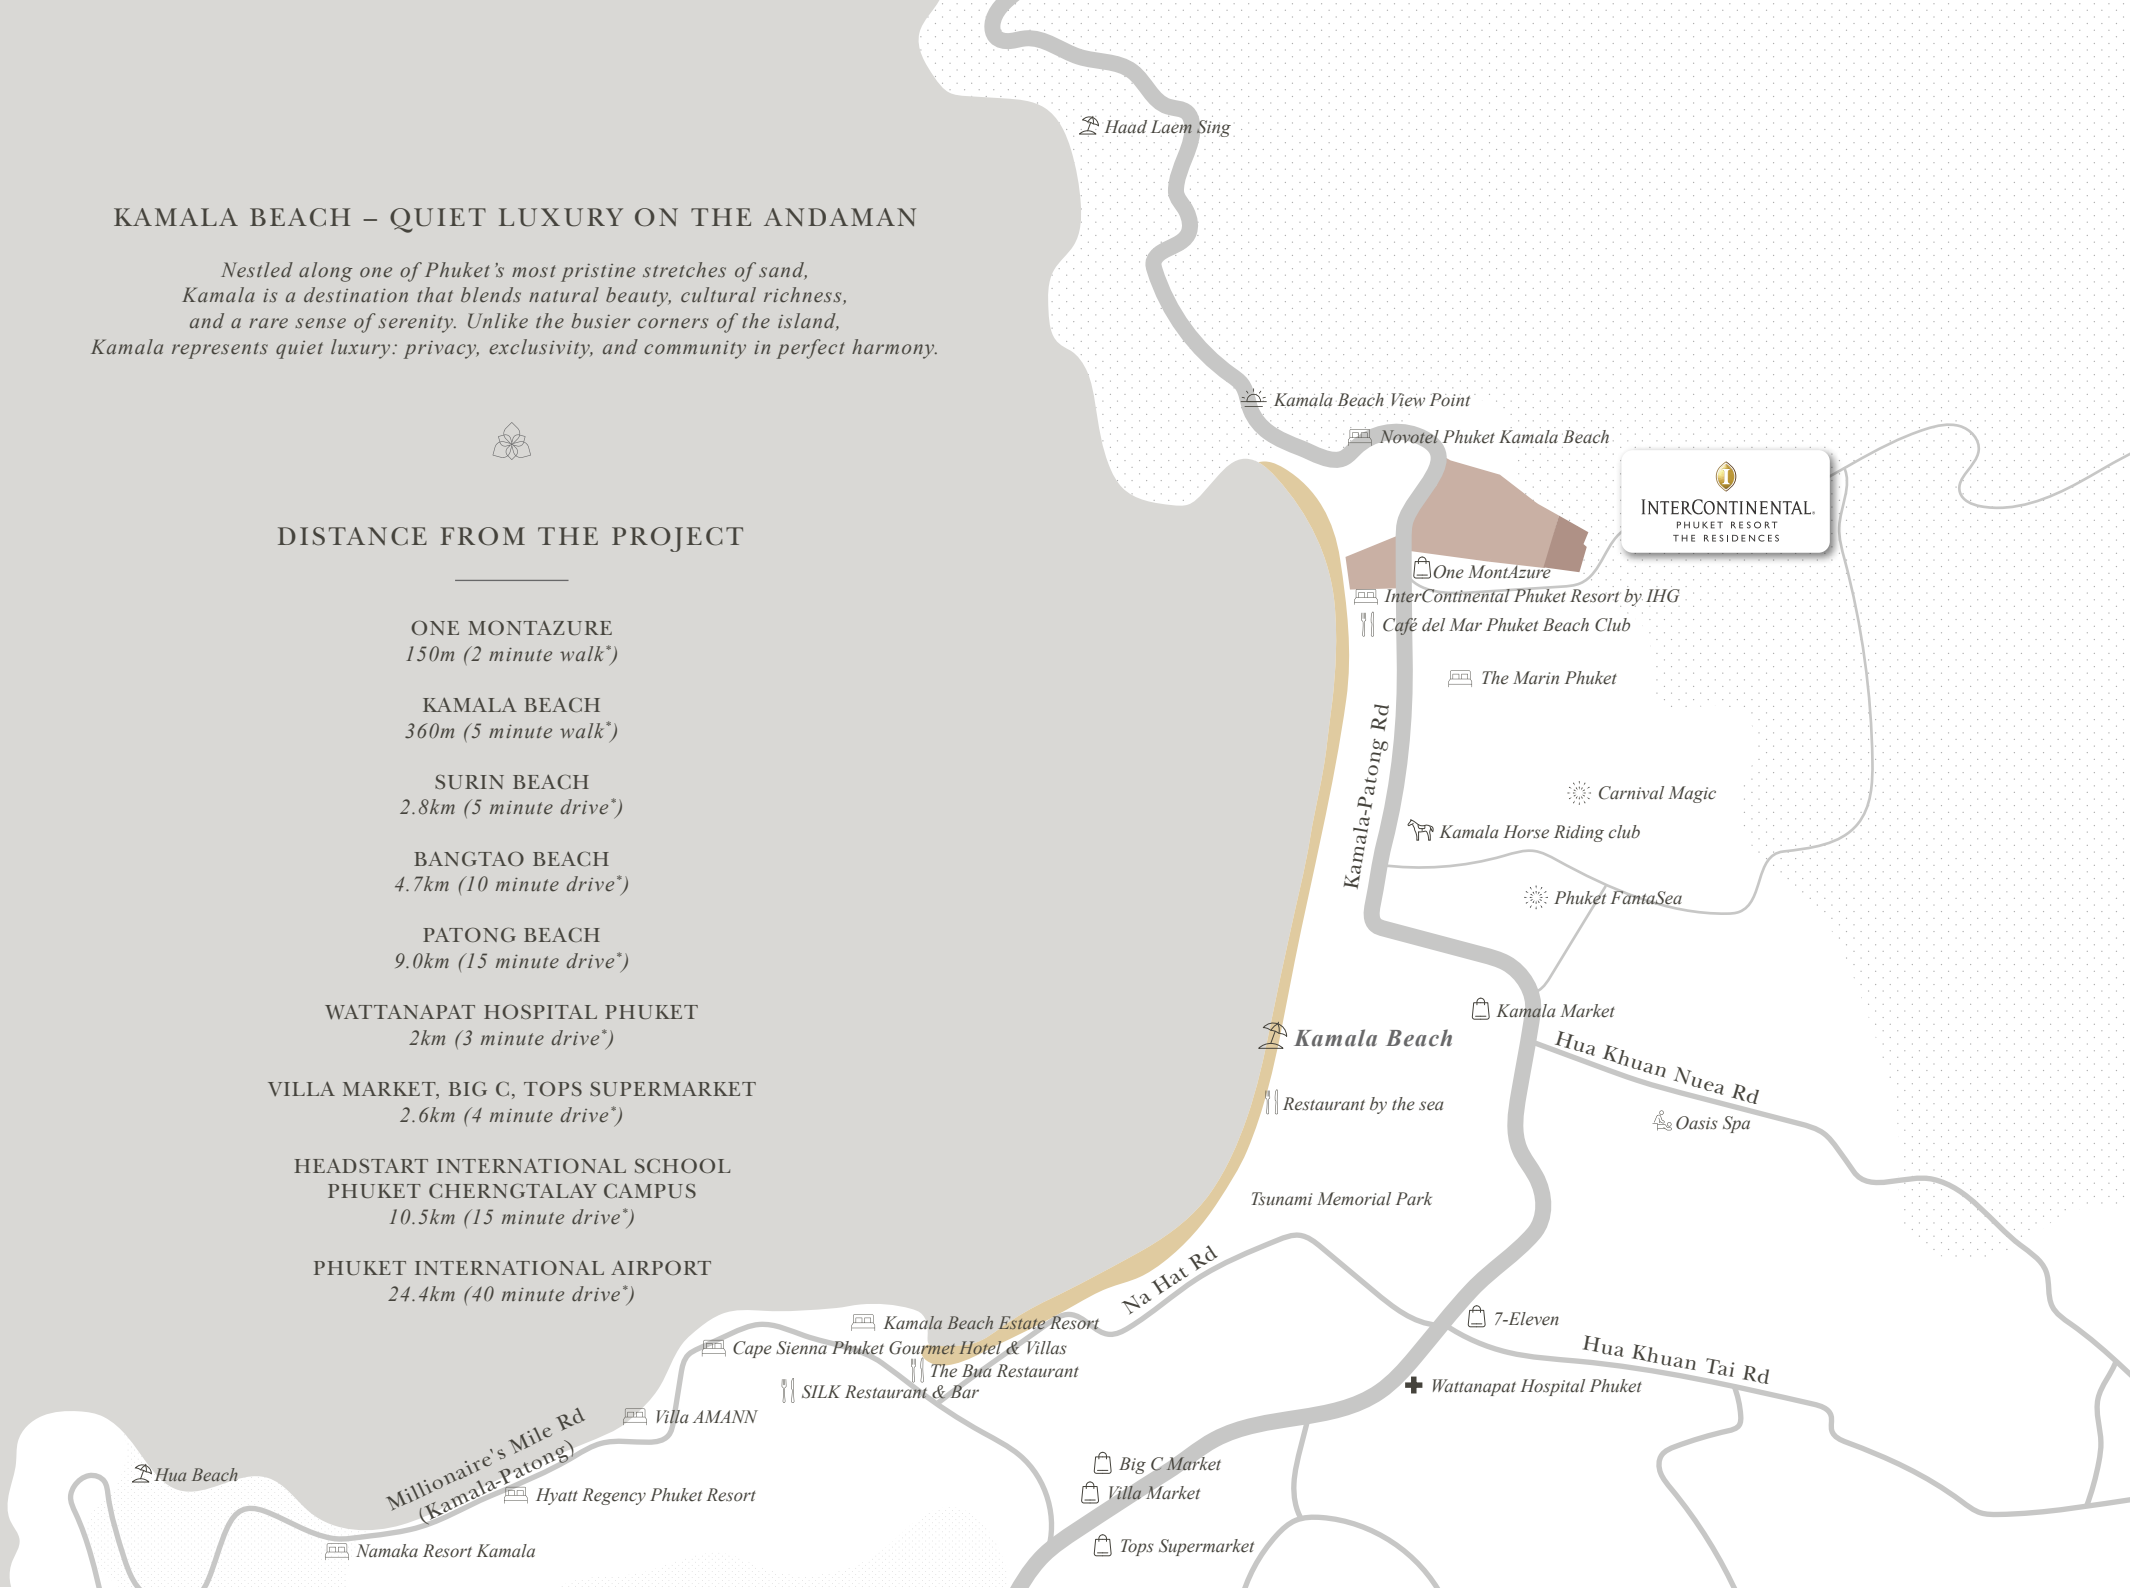 KAMALA BEACH – QUIET LUXURY ON THE ANDAMAN
Nestled along one of Phuket’s most pristine stretches of sand,
Kamala is a destination that blends natural beauty, cultural richness,
and a rare sense of serenity. Unlike the busier corners of the island,
Kamala represents quiet luxury: privacy, exclusivity, and community in perfect harmony.
DISTANCE FROM THE PROJECT
ONE MONTAZURE
150m (2 minute walk*)
KAMALA BEACH
360m (5 minute walk*)
SURIN BEACH
2.8km (5 minute drive*)
BANGTAO BEACH
4.7km (10 minute drive*)
PATONG BEACH
9.0km (15 minute drive*)
WATTANAPAT HOSPITAL PHUKET
2km (3 minute drive*)
VILLA MARKET, BIG C, TOPS SUPERMARKET
2.6km (4 minute drive*)
HEADSTART INTERNATIONAL SCHOOL
PHUKET CHERNGTALAY CAMPUS
10.5km (15 minute drive*)
PHUKET INTERNATIONAL AIRPORT
24.4km (40 minute drive*)
Haad Laem Sing
Kamala Beach View Point
Novotel Phuket Kamala Beach
INTERCONTINENTAL®
PHUKET RESORT
THE RESIDENCES
One MontAzure
InterContinental Phuket Resort by IHG
Café del Mar Phuket Beach Club
The Marin Phuket
Kamala-Patong Rd
Carnival Magic
Kamala Horse Riding club
Phuket FantaSea
Kamala Market
Kamala Beach
Hua Khuan Nuea Rd
Restaurant by the sea
Oasis Spa
Tsunami Memorial Park
Na Hat Rd
7-Eleven
Hua Khuan Tai Rd
Wattanapat Hospital Phuket
Kamala Beach Estate Resort
Cape Sienna Phuket Gourmet Hotel & Villas
The Bua Restaurant
SILK Restaurant & Bar
Villa AMANN
Millionaire's Mile Rd
(Kamala-Patong)
Hua Beach
Hyatt Regency Phuket Resort
Namaka Resort Kamala
Big C Market
Villa Market
Tops Supermarket